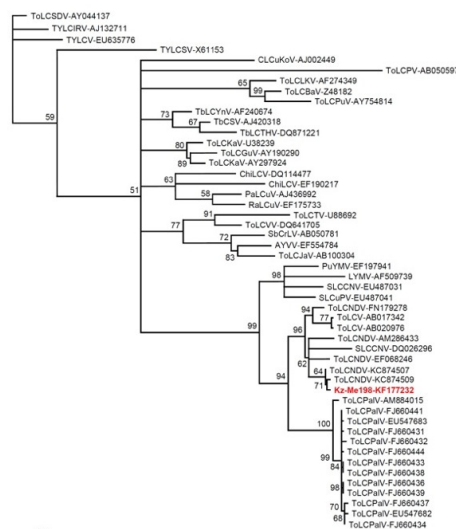 ToLCSDV-AY044137
TYLCIRV-AJ132711
TYLCV-EU635776
TYLCSV-X61153
CLCuKoV-AJ002449
ToLCPV-AB050597
65
ToLCLKV-AF274349
99
ToLCBaV-Z48182
ToLCPuV-AY754814
59
73
TbLCYnV-AF240674
67
TbCSV-AJ420318
TbLCTHV-DQ871221
80
ToLCKaV-U38239
ToLCGuV-AY190290
89
ToLCKaV-AY297924
63
ChiLCV-DQ114477
51
ChiLCV-EF190217
58
PaLCuV-AJ436992
RaLCuV-EF175733
91
ToLCTV-U88692
77
ToLCVV-DQ641705
72
SbCrLV-AB050781
AYVV-EF554784
83
ToLCJaV-AB100304
98
PuYMV-EF197941
LYMV-AF509739
SLCCNV-EU487031
SLCuPV-EU487041
94
ToLCNDV-FN179278
77
ToLCV-AB017342
99
96
ToLCV-AB020976
ToLCNDV-AM286433
SLCCNV-DQ026296
62
ToLCNDV-EF068246
64
ToLCNDV-KC874507
94
ToLCNDV-KC874509
71
Kz-Me198-KF177232
ToLCPalV-AM884015
ToLCPalV-FJ660441
100
ToLCPalV-EU547683
ToLCPalV-FJ660431
ToLCPalV-FJ660432
ToLCPalV-FJ660444
99
ToLCPalV-FJ660433
84
ToLCPalV-FJ660438
ToLCPalV-FJ660436
98
ToLCPalV-FJ660439
70
ToLCPalV-FJ660437
ToLCPalV-EU547682
68
ToLCPalV-FJ660434